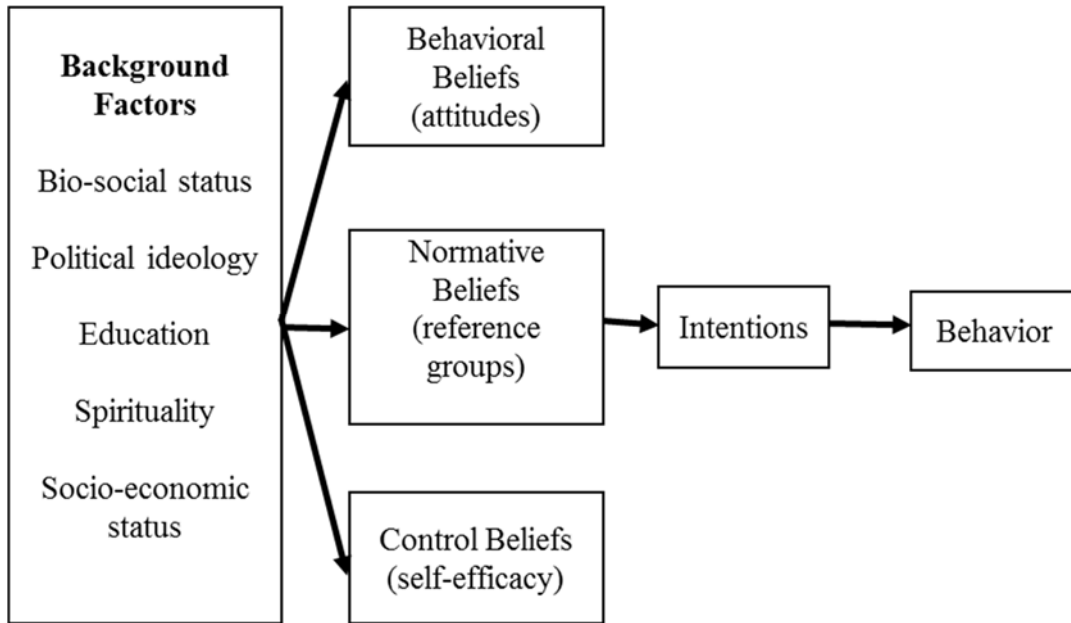 Background
Factors
Bio-social status
Political ideology
Education
Spirituality
Socio-economic
status
Behavioral
Beliefs
(attitudes)
Normative
Beliefs
(reference
groups)
Control Beliefs
(self-efficacy)
Intentions
Behavior